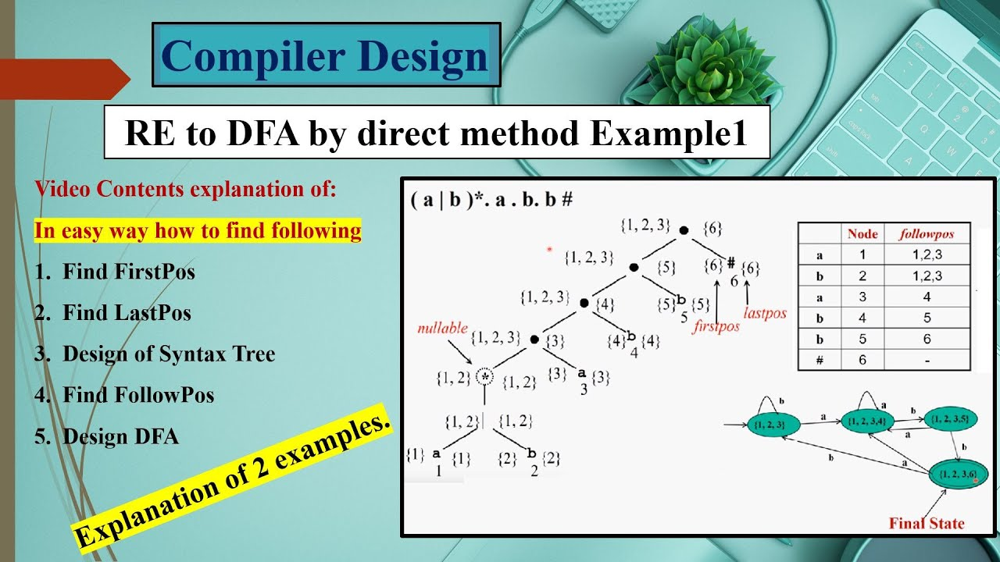 Compiler Design
RE to DFA by direct method Example1
Video Contents explanation of:
In easy way how to find following
1. Find FirstPos
2. Find LastPos
3. Design of Syntax Tree
4. Find FollowPos
5. Design DFA
Explanation of 2 examples.
( a | b )*. a . b. b #
{1, 2, 3} {6}
{1, 2, 3} {5} {6} # {6}
6
{1, 2, 3} {4} {5} b {5}
5
firstpos lastpos
nullable {1, 2, 3} {3} {4} b {4}
4
{1, 2} * {1, 2} {3} a {3}
3
{1, 2} | {1, 2}
{1} a {1} {2} b {2}
1 2
Node followpos
a 1 1,2,3
b 2 1,2,3
a 3 4
b 4 5
b 5 6
# 6 -
b a b
{1, 2, 3} a {1, 2, 3,4} {1, 2, 3,5}
a
b a b
{1, 2, 3,6}
Final State